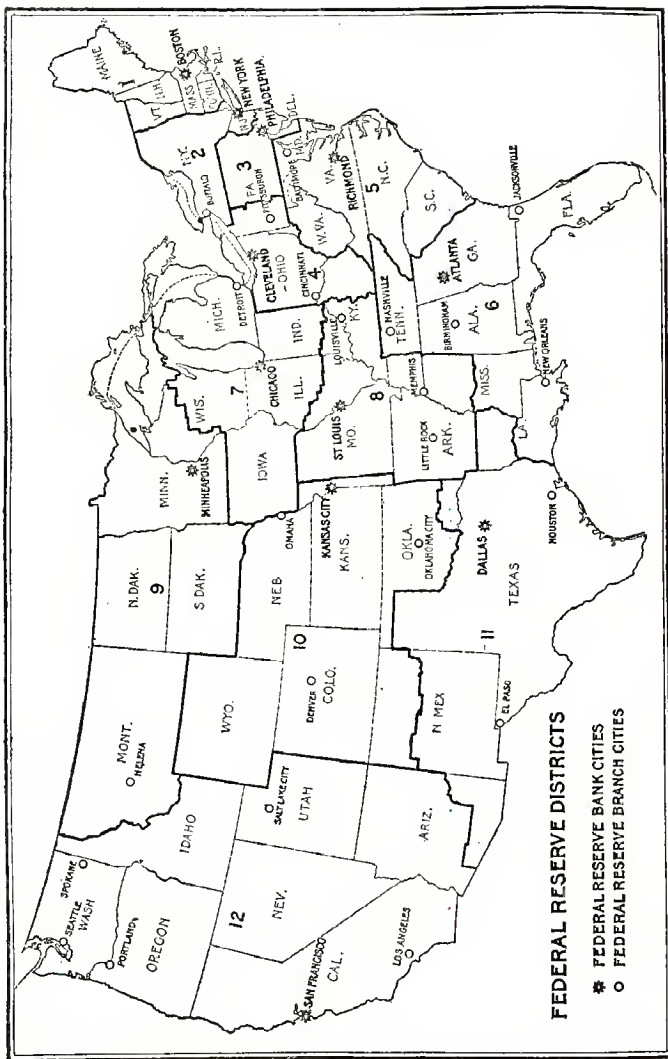 FEDERAL RESERVE DISTRICTS
FEDERAL RESERVE BANK CITIES
FEDERAL RESERVE BRANCH CITIES
SEATTLE
WASH
SPOKANE
PORTLAND
OREGON
IDAHO
MONT.
HELENA
12
NEV.
SAN FRANCISCO
CAL.
LOS ANGELES
SALT LAKE CITY
UTAH
ARIZ.
WYO.
10
DENVER
COLO.
N MEX
EL PASO
N. DAK.
9
S DAK.
NEB
OMAHA
KANSAS CITY
KANS.
OKLA.
OKLAHOMA CITY
DALLAS
TEXAS
11
HOUSTON
MINN.
MINNEAPOLIS
IOWA
ST LOUIS
MO.
8
LITTLE ROCK
ARK.
LA.
NEW ORLEANS
WIS.
7
CHICAGO
ILL.
IND.
MICH.
DETROIT
LOUISVILLE
KY.
NASHVILLE
TENN.
MEMPHIS
MISS.
BIRMINGHAM
ALA.
6
ATLANTA
GA.
JACKSONVILLE
FLA.
CLEVELAND
OHIO
CINCINNATI
4
PITTSBURGH
PA
3
W. VA.
BALTIMORE
MD.
VA.
RICHMOND
5
N.C.
S.C.
DEL.
BUFFALO
N.Y.
2
N.J.
NEW YORK
PHILADELPHIA
MAINE
1
VT.
N.H.
MASS
BOSTON
CONN.
R.I.